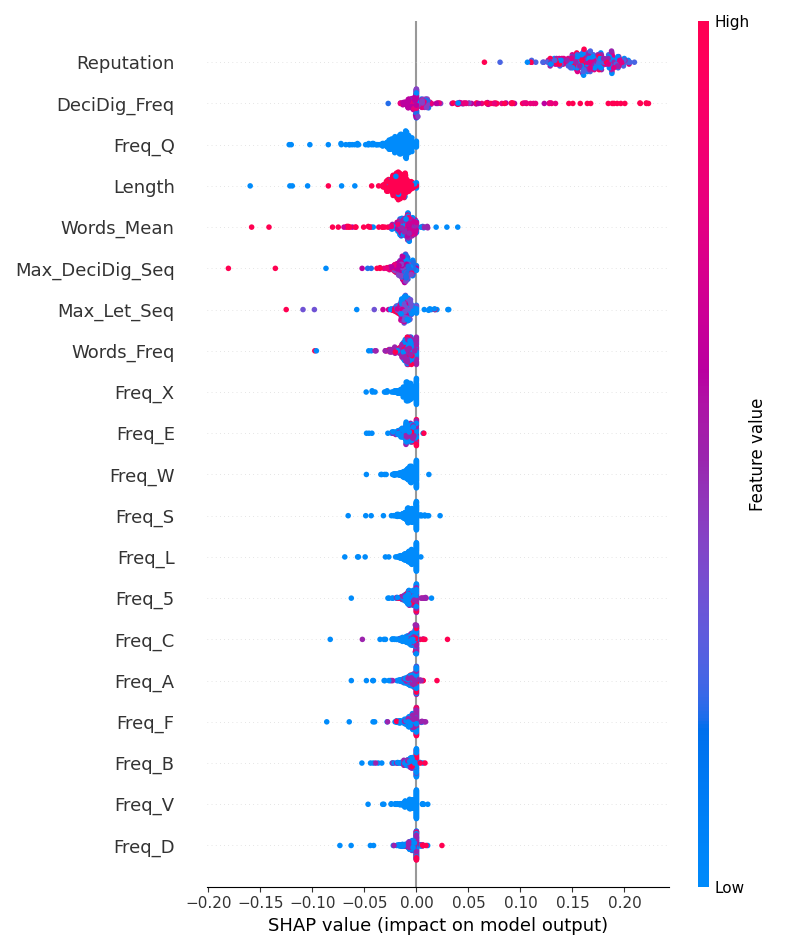 High
Reputation
DeciDig_Freq
Freq_Q
Length
Words_Mean
Max_DeciDig_Seq
Max_Let_Seq
Words_Freq
Freq_X
Freq_E
Freq_W
Freq_S
Freq_L
Freq_5
Freq_C
Freq_A
Freq_F
Freq_B
Freq_V
Freq_D
Feature value
Low
−0.20 −0.15 −0.10 −0.05 0.00 0.05 0.10 0.15 0.20
SHAP value (impact on model output)